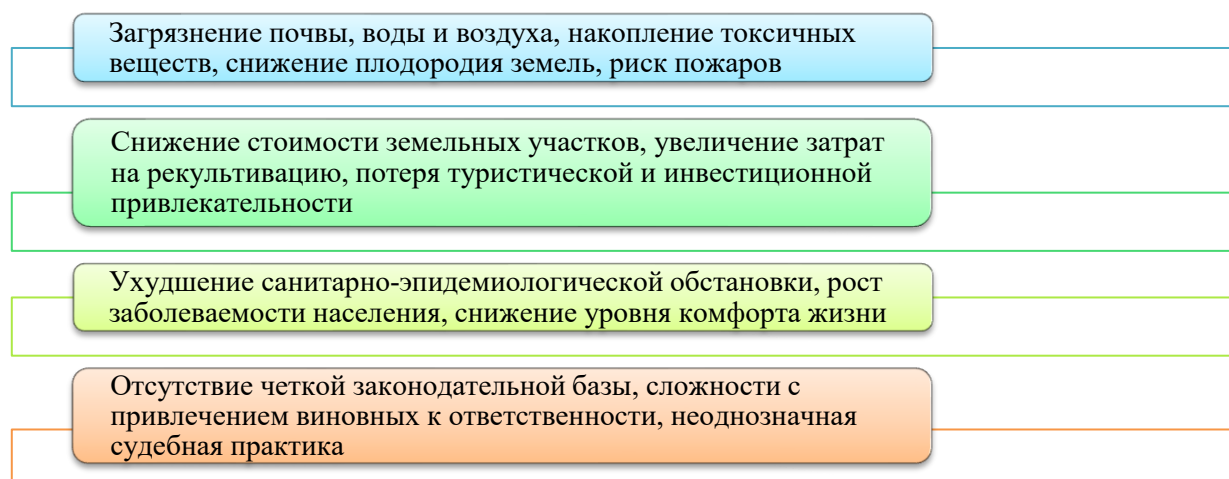 Загрязнение почвы, воды и воздуха, накопление токсичных
веществ, снижение плодородия земель, риск пожаров
Снижение стоимости земельных участков, увеличение затрат
на рекультивацию, потеря туристической и инвестиционной
привлекательности
Ухудшение санитарно-эпидемиологической обстановки, рост
заболеваемости населения, снижение уровня комфорта жизни
Отсутствие четкой законодательной базы, сложности с
привлечением виновных к ответственности, неоднозначная
судебная практика